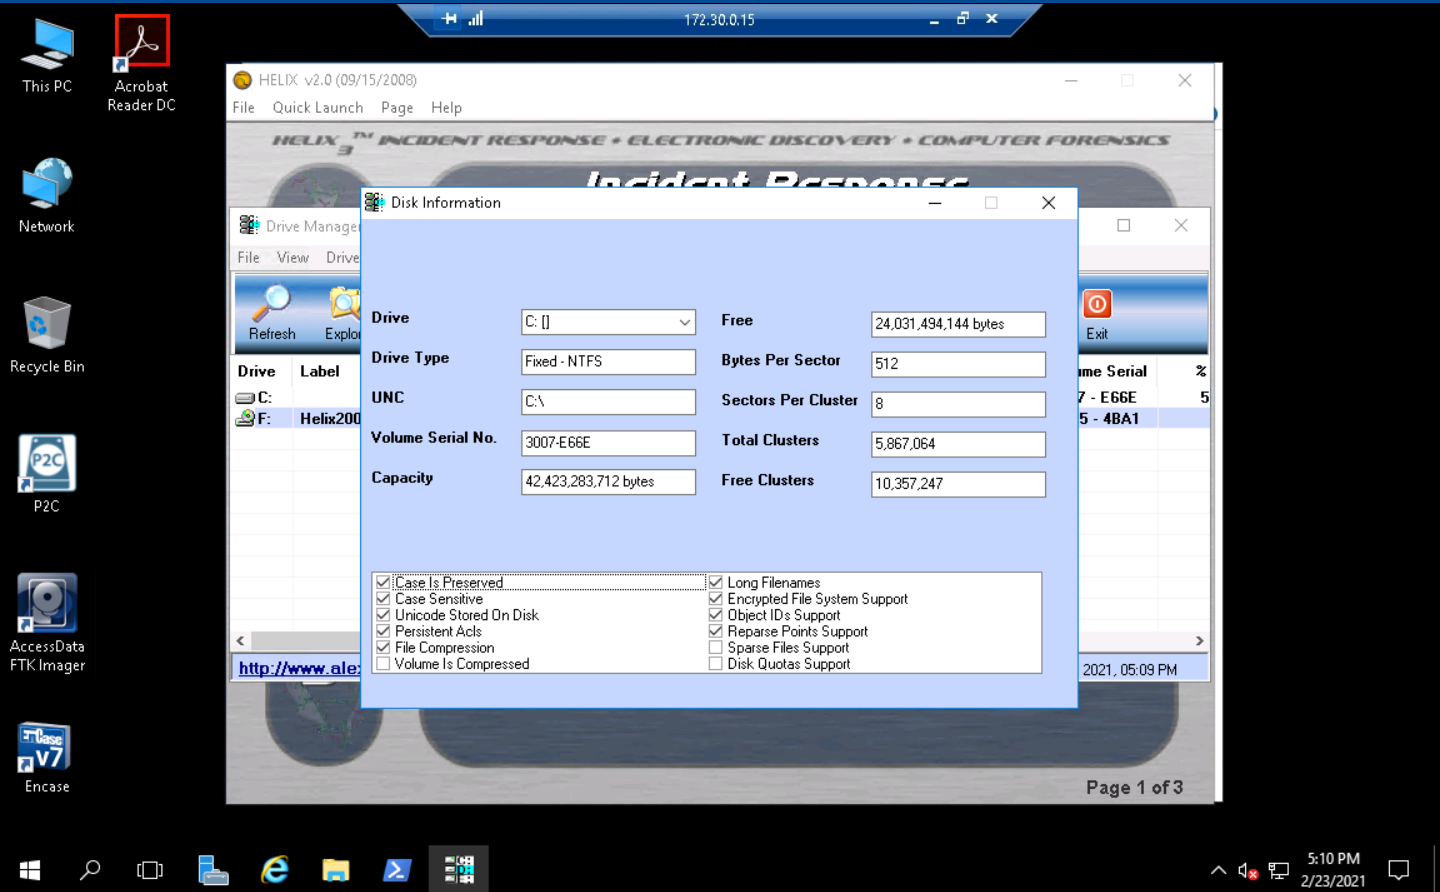 172.30.0.15
This PC
Acrobat
Reader DC
Network
Recycle Bin
P2C
P2C
AccessData
FTK Imager
EnCase
v7
Encase
HELIX v2.0 (09/15/2008)
File Quick Launch Page Help
HELIX 3 ™ INCIDENT RESPONSE • ELECTRONIC DISCOVERY • COMPUTER FORENSICS
Incident Response
Drive Manager
File View Drive
Refresh
Exit
Drive Label
% 
C:
- E66E 5
F: Helix200
5 - 4BA1
Disk Information
Drive C: []
Drive Type Fixed - NTFS
UNC C:\
Volume Serial No. 3007-E66E
Capacity 42,423,283,712 bytes
Free 24,031,494,144 bytes
Bytes Per Sector 512
Sectors Per Cluster 8
Total Clusters 5,867,064
Free Clusters 10,357,247
Case Is Preserved
Case Sensitive
Unicode Stored On Disk
Persistent Acls
File Compression
Volume Is Compressed
Long Filenames
Encrypted File System Support
Object IDs Support
Reparse Points Support
Sparse Files Support
Disk Quotas Support
http://www.ale
2021, 05:09 PM
Page 1 of 3
5:10 PM
2/23/2021